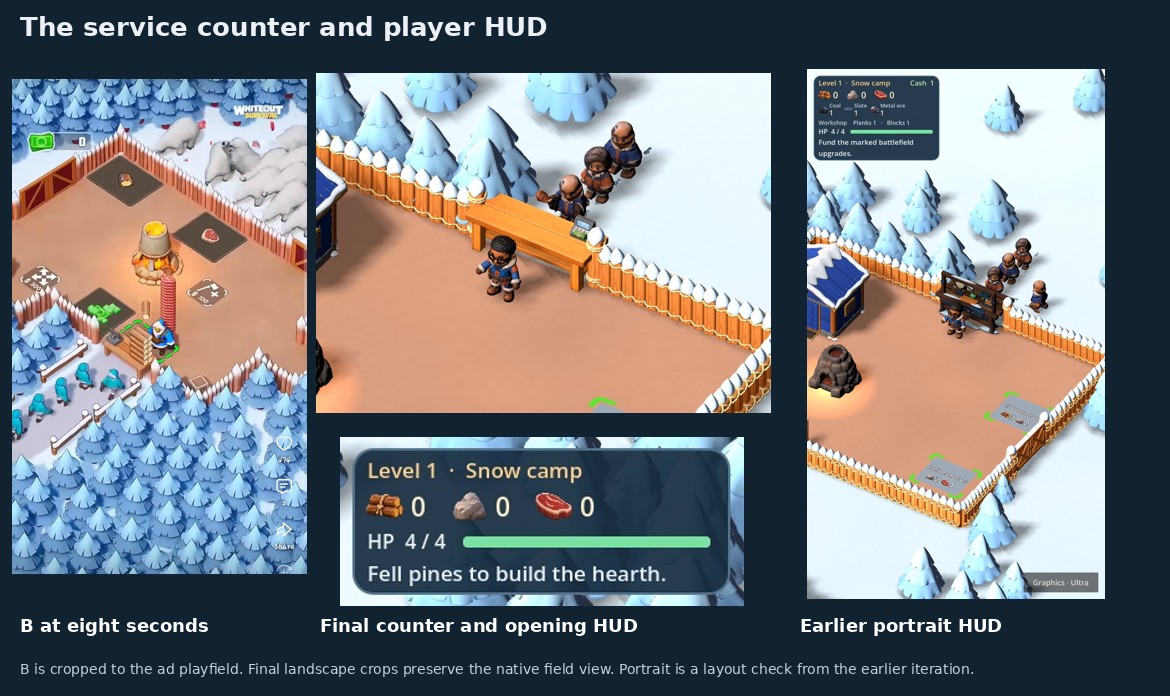 The service counter and player HUD
WHITEOUT
SURVIVAL
Share
Level 1 · Snow camp
0 0 0
HP 4 / 4
Fell pines to build the hearth.
Level 1 · Snow camp Cash 1
0 0 0
Coal Slate Metal ore
1 1 1
Workshop Planks 1 · Blocks 1
HP 4 / 4
Fund the marked battlefield
upgrades.
Graphics · Ultra
B at eight seconds
Final counter and opening HUD
Earlier portrait HUD
B is cropped to the ad playfield. Final landscape crops preserve the native field view. Portrait is a layout check from the earlier iteration.